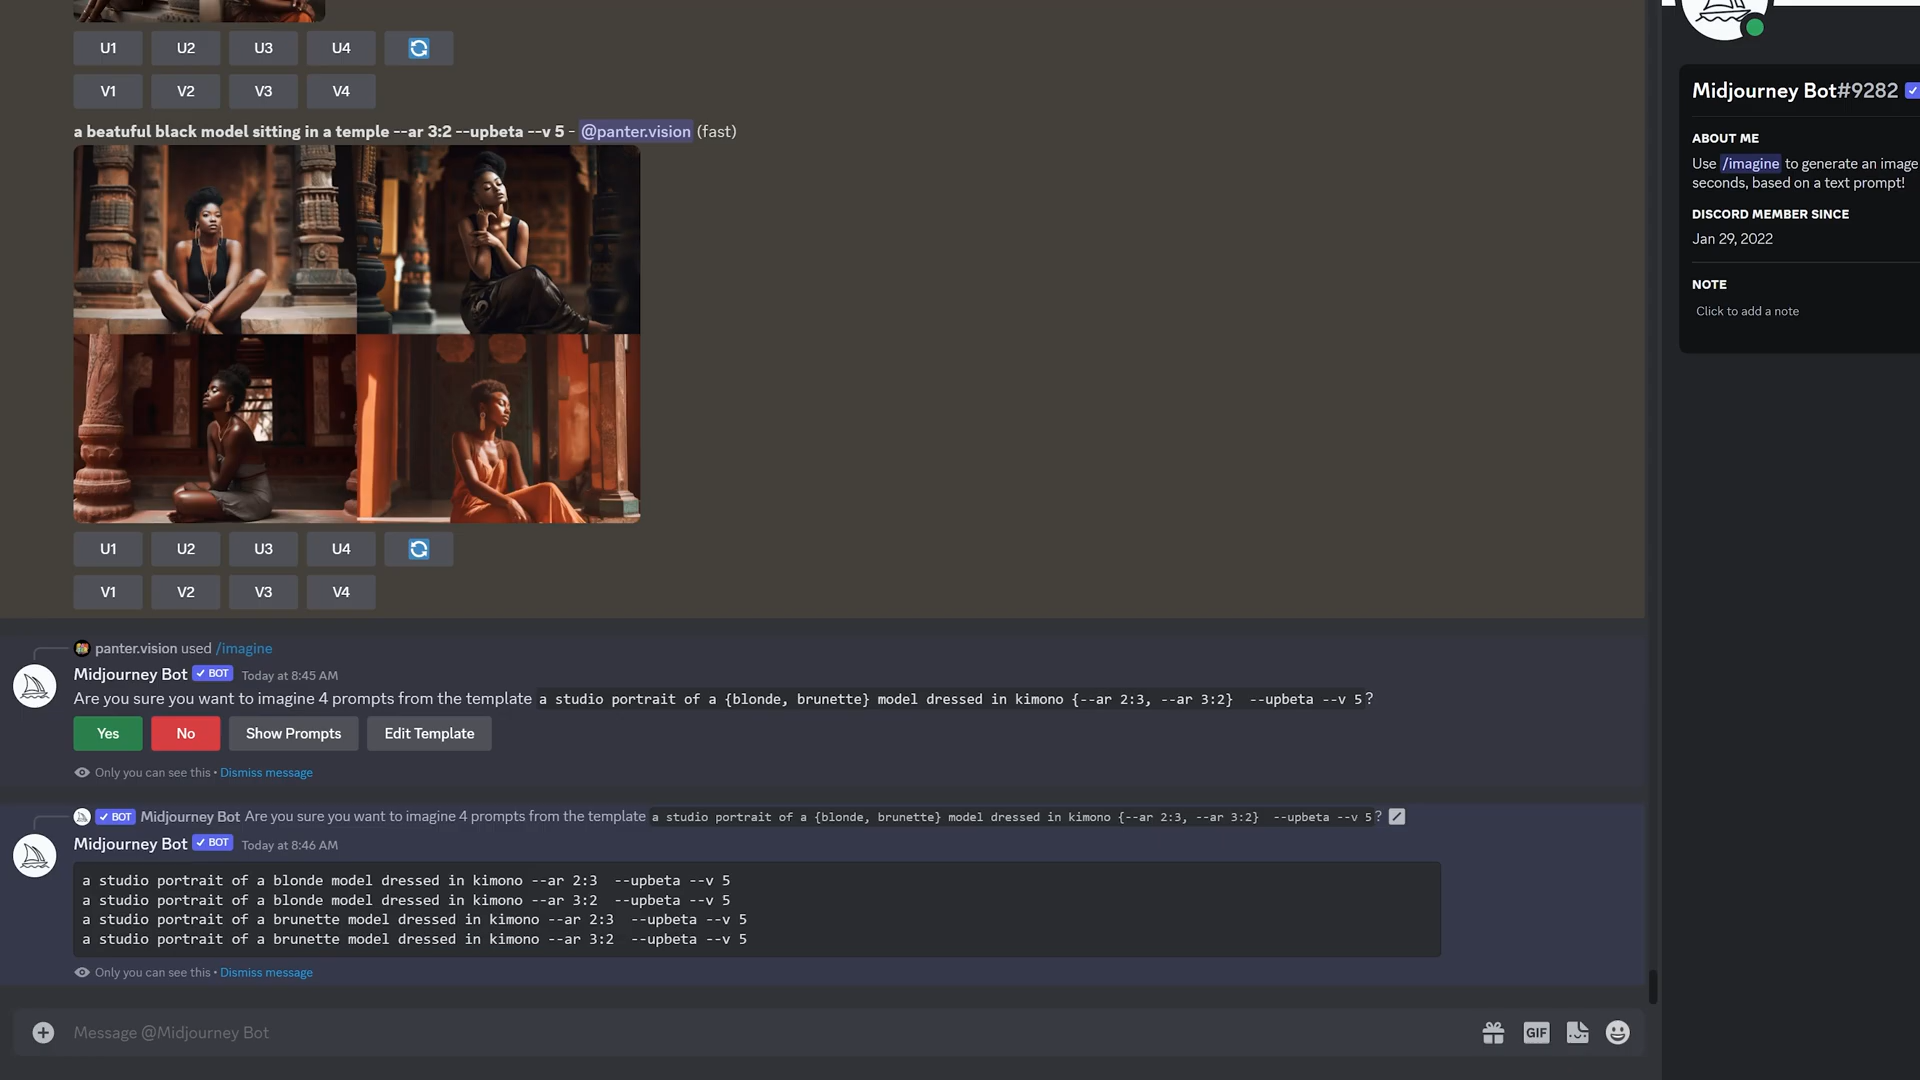 U1 U2 U3 U4
V1 V2 V3 V4
a beatuful black model sitting in a temple --ar 3:2 --upbeta --v 5 - @panter.vision (fast)
U1 U2 U3 U4
V1 V2 V3 V4
panter.vision used /imagine
Midjourney Bot ✓ BOT Today at 8:45 AM
Are you sure you want to imagine 4 prompts from the template a studio portrait of a {blonde, brunette} model dressed in kimono {--ar 2:3, --ar 3:2}  --upbeta --v 5?
Yes No Show Prompts Edit Template
Only you can see this • Dismiss message
✓ BOT Midjourney Bot Are you sure you want to imagine 4 prompts from the template a studio portrait of a {blonde, brunette} model dressed in kimono {--ar 2:3, --ar 3:2}  --upbeta --v 5?
Midjourney Bot ✓ BOT Today at 8:46 AM
a studio portrait of a blonde model dressed in kimono --ar 2:3  --upbeta --v 5
a studio portrait of a blonde model dressed in kimono --ar 3:2  --upbeta --v 5
a studio portrait of a brunette model dressed in kimono --ar 2:3  --upbeta --v 5
a studio portrait of a brunette model dressed in kimono --ar 3:2  --upbeta --v 5
Only you can see this • Dismiss message
Message @Midjourney Bot
GIF
Midjourney Bot#9282
ABOUT ME
Use /imagine to generate an image
seconds, based on a text prompt!
DISCORD MEMBER SINCE
Jan 29, 2022
NOTE
Click to add a note